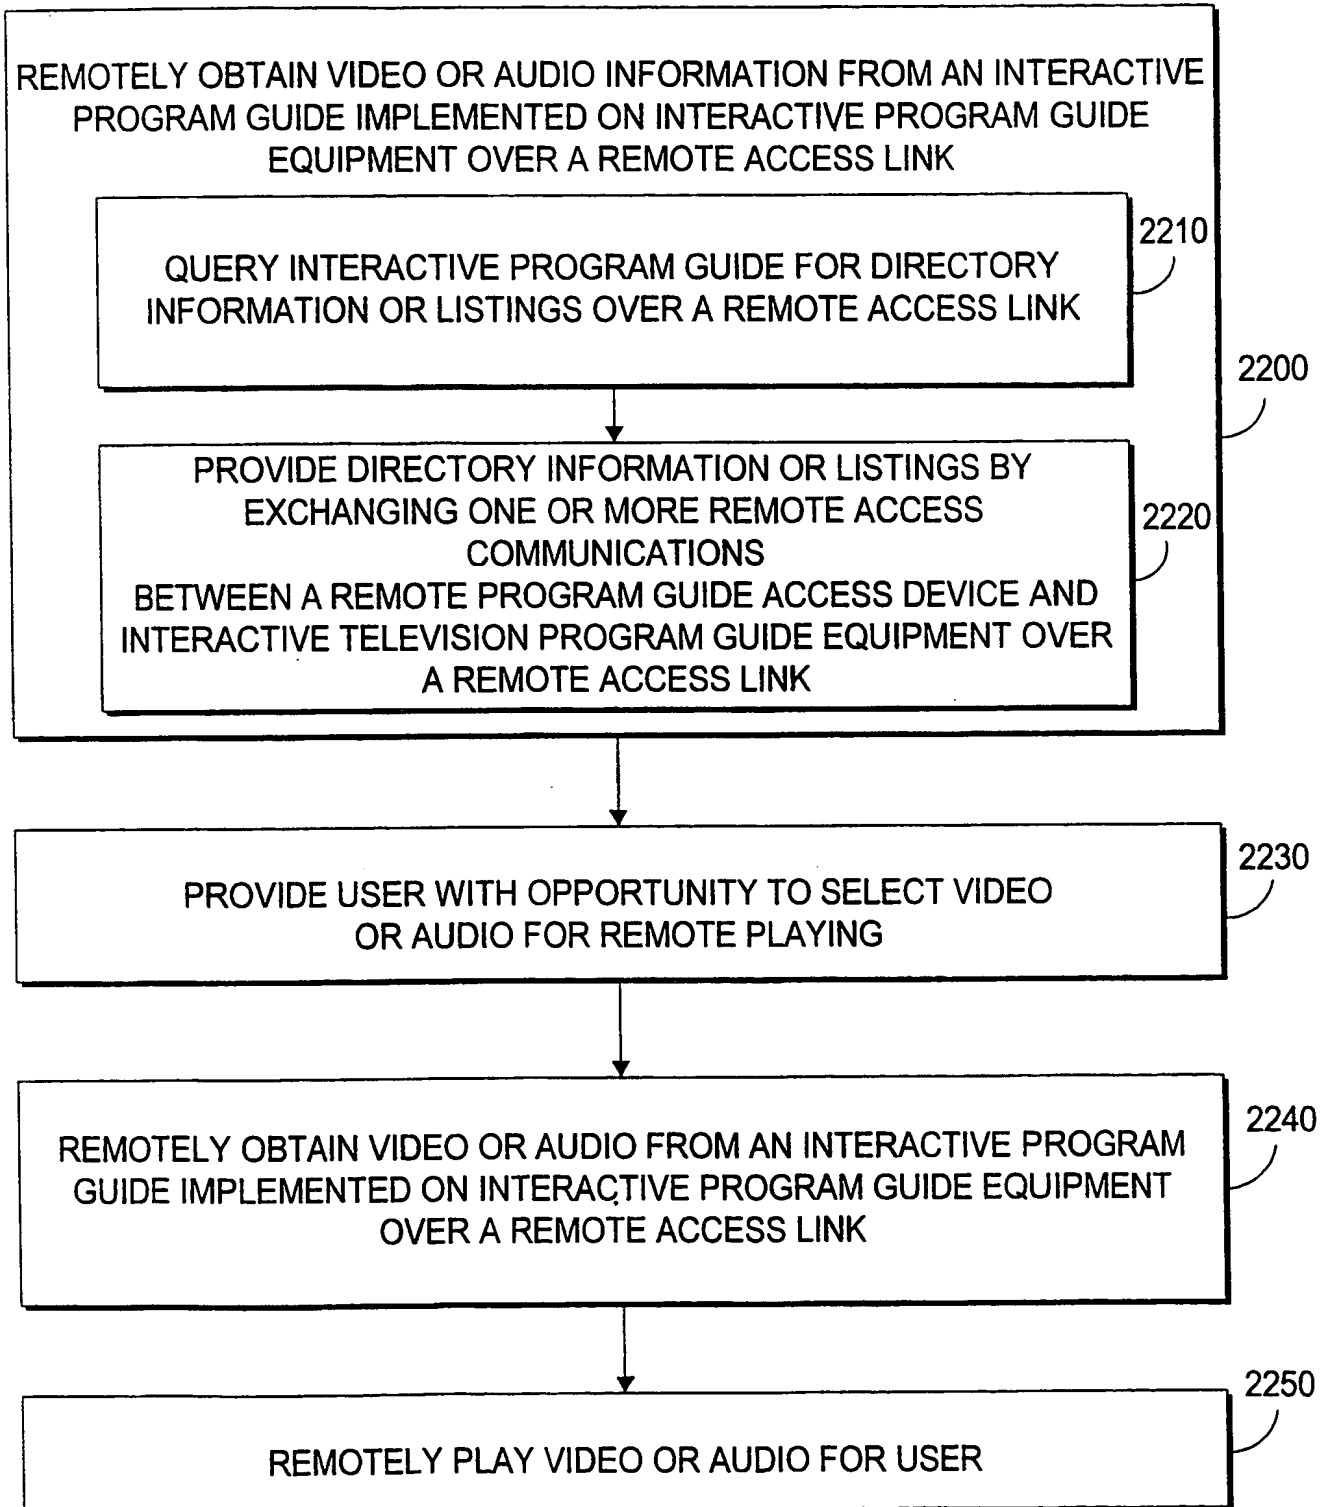 REMOTELY OBTAIN VIDEO OR AUDIO INFORMATION FROM AN INTERACTIVE
PROGRAM GUIDE IMPLEMENTED ON INTERACTIVE PROGRAM GUIDE
EQUIPMENT OVER A REMOTE ACCESS LINK
2210
QUERY INTERACTIVE PROGRAM GUIDE FOR DIRECTORY
INFORMATION OR LISTINGS OVER A REMOTE ACCESS LINK
2200
PROVIDE DIRECTORY INFORMATION OR LISTINGS BY
EXCHANGING ONE OR MORE REMOTE ACCESS
COMMUNICATIONS
BETWEEN A REMOTE PROGRAM GUIDE ACCESS DEVICE AND
INTERACTIVE TELEVISION PROGRAM GUIDE EQUIPMENT OVER
A REMOTE ACCESS LINK
2220
2230
PROVIDE USER WITH OPPORTUNITY TO SELECT VIDEO
OR AUDIO FOR REMOTE PLAYING
2240
REMOTELY OBTAIN VIDEO OR AUDIO FROM AN INTERACTIVE PROGRAM
GUIDE IMPLEMENTED ON INTERACTIVE PROGRAM GUIDE EQUIPMENT
OVER A REMOTE ACCESS LINK
2250
REMOTELY PLAY VIDEO OR AUDIO FOR USER